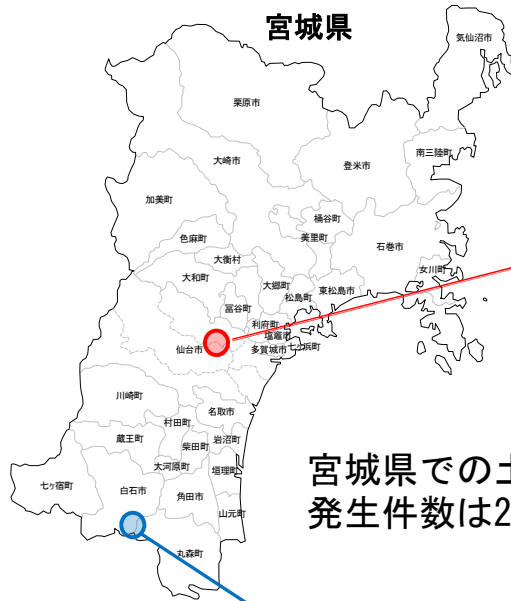 宮城県
気仙沼市
栗原市
南三陸町
大崎市
登米市
加美町
桶谷町
色麻町
美里町
石巻市
大衡村
女川町
大和町
大郷町
東松島市
松島町
冨谷町
利府町
塩竈市
仙台市
多賀城市
七ヶ浜町
川崎町
名取市
村田町
蔵王町
柴田町
岩沼町
大河原町
垣理町
七ヶ宿町
白石市
角田市
山元町
丸森町
宮城県での土
発生件数は2